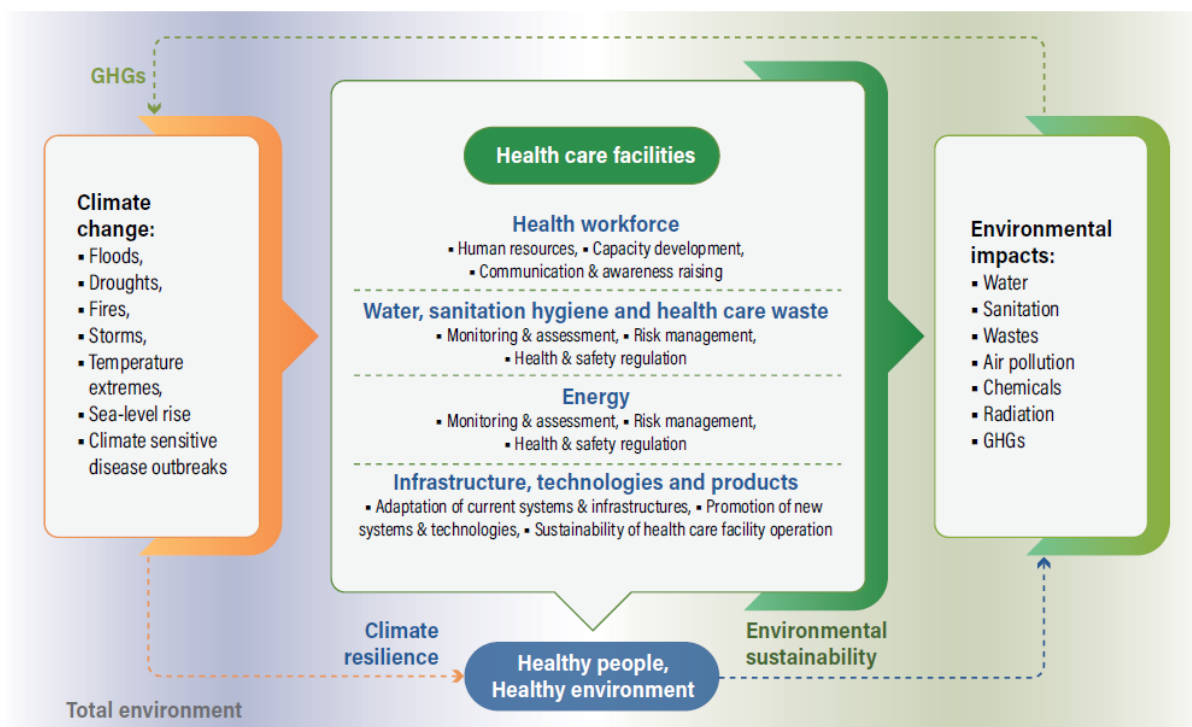 GHGs
Climate
change:
▪ Floods,
▪ Droughts,
▪ Fires,
▪ Storms,
▪ Temperature
extremes,
▪ Sea-level rise
▪ Climate sensitive
disease outbreaks
Health care facilities
Health workforce
▪ Human resources, ▪ Capacity development,
▪ Communication & awareness raising
Water, sanitation hygiene and health care waste
▪ Monitoring & assessment, ▪ Risk management,
▪ Health & safety regulation
Energy
▪ Monitoring & assessment, ▪ Risk management,
▪ Health & safety regulation
Infrastructure, technologies and products
▪ Adaptation of current systems & infrastructures, ▪ Promotion of new
systems & technologies, ▪ Sustainability of health care facility operation
Environmental
impacts:
▪ Water
▪ Sanitation
▪ Wastes
▪ Air pollution
▪ Chemicals
▪ Radiation
▪ GHGs
Climate
resilience
Healthy people,
Healthy environment
Environmental
sustainability
Total environment